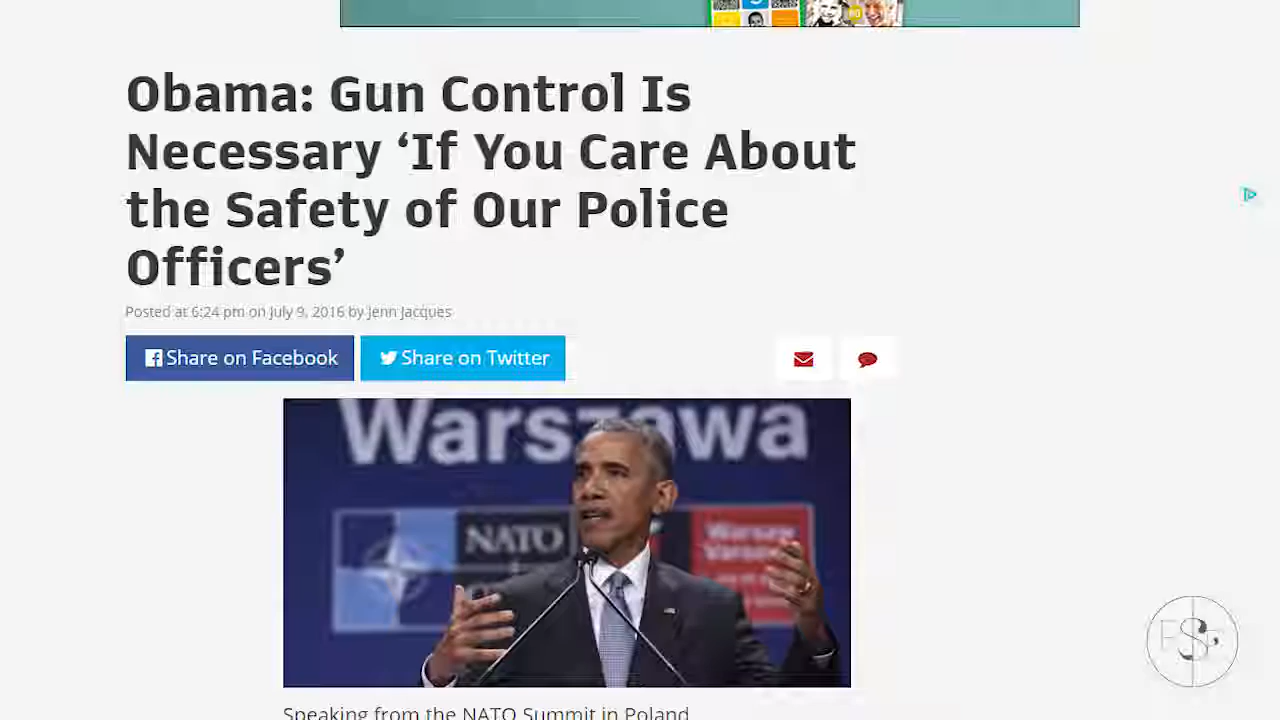 Obama: Gun Control Is
Necessary ‘If You Care About
the Safety of Our Police
Officers’
Posted at 6:24 pm on July 9, 2016 by Jenn Jacques
Share on Facebook
Share on Twitter
Warszawa
NATO
Warsaw
Varsovie
Speaking from the NATO Summit in Poland